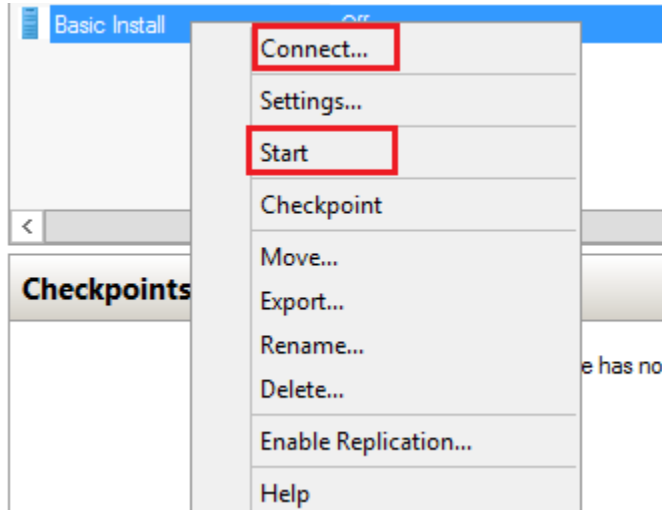 Basic Install Off
Connect...
Settings...
Start
Checkpoint
Move...
Checkpoints
Export...
Rename...
e has no
Delete...
Enable Replication...
Help